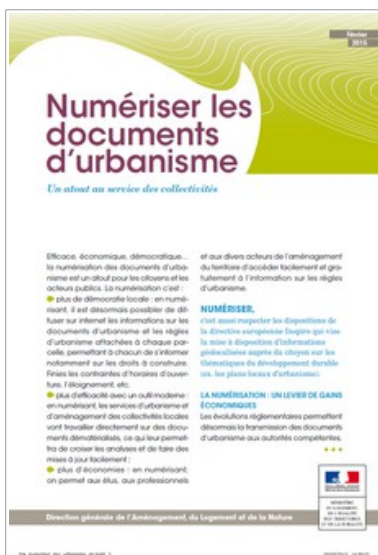 Février
2015
Numériser les
documents
d'urbanisme
Un atout au service des collectivités
Efficace, économique, démocratique...
la numérisation des documents d'urba-
nisme est un atout pour les citoyens et les
acteurs publics. La numérisation c'est :
plus de démocratie locale : en numé-
risant, il est désormais possible de dif-
fuser sur internet les informations sur les
documents d'urbanisme et les règles
d'urbanisme attachées à chaque par-
celle, permettant à chacun de s'informer
notamment sur les droits à construire.
Finies les contraintes d'horaires d'ouver-
ture, l'éloignement, etc.
plus d'efficacité avec un outil moderne :
en numérisant, les services d'urbanisme et
d'aménagement des collectivités locales
vont travailler directement sur des docu-
ments dématérialisés, ce qui leur permet-
tra de croiser les analyses et de faire des
mises à jour facilement ;
plus d'économies : en numérisant,
on permet aux élus, aux professionnels
et aux divers acteurs de l'aménagement
du territoire d'accéder facilement et gra-
tuitement à l'information sur les règles
d'urbanisme.
NUMÉRISER,
c'est aussi respecter les dispositions de
la directive européenne Inspire qui vise
la mise à disposition d'informations
géolocalisées auprès du citoyen sur les
thématiques du développement durable
(ex. les plans locaux d'urbanisme).
LA NUMÉRISATION : UN LEVIER DE GAINS
ÉCONOMIQUES
Les évolutions réglementaires permettent
désormais la transmission des documents
d'urbanisme aux autorités compétentes,
Direction générale de l'Aménagement, du Logement et de la Nature